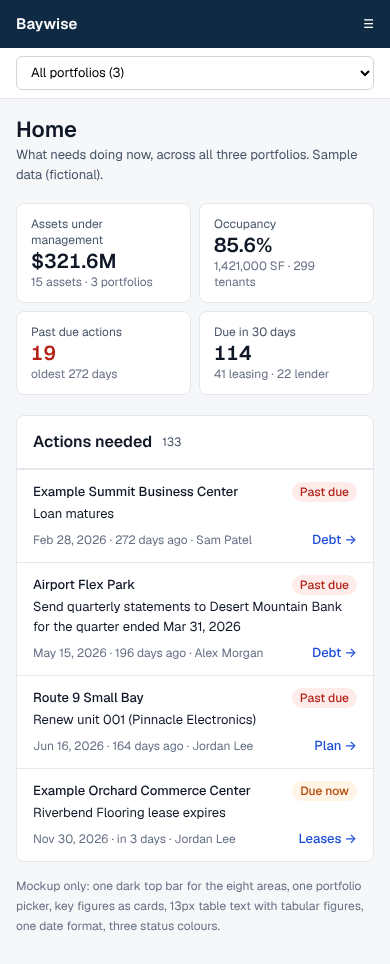 Baywise
☰
All portfolios (3)
Home
What needs doing now, across all three portfolios. Sample
data (fictional).
Assets under
management
$321.6M
15 assets · 3 portfolios
Occupancy
85.6%
1,421,000 SF · 299
tenants
Past due actions
19
oldest 272 days
Due in 30 days
114
41 leasing · 22 lender
Actions needed 133
Example Summit Business Center Past due
Loan matures
Feb 28, 2026 · 272 days ago · Sam Patel Debt →
Airport Flex Park Past due
Send quarterly statements to Desert Mountain Bank
for the quarter ended Mar 31, 2026
May 15, 2026 · 196 days ago · Alex Morgan Debt →
Route 9 Small Bay Past due
Renew unit 001 (Pinnacle Electronics)
Jun 16, 2026 · 164 days ago · Jordan Lee Plan →
Example Orchard Commerce Center Due now
Riverbend Flooring lease expires
Nov 30, 2026 · in 3 days · Jordan Lee Leases →
Mockup only: one dark top bar for the eight areas, one portfolio
picker, key figures as cards, 13px table text with tabular figures,
one date format, three status colours.